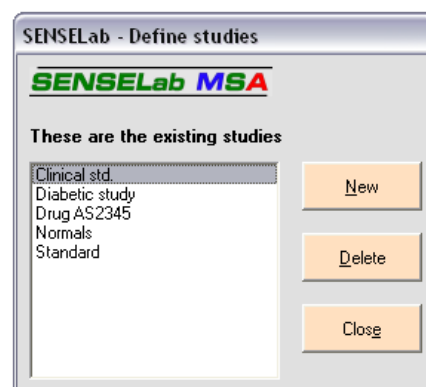 SENSELab - Define studies
SENSELab MSA
These are the existing studies
Clinical std.
Diabetic study
Drug AS2345
Normals
Standard
New
Delete
Close